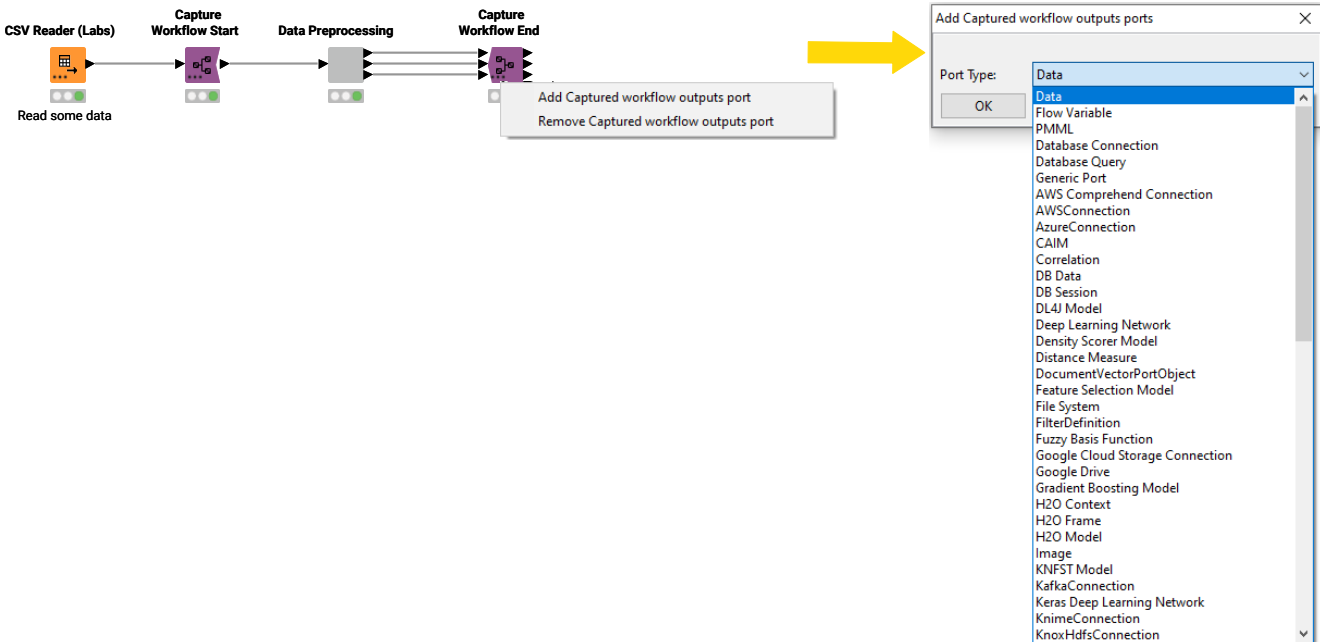 CSV Reader (Labs)
Capture
Workflow Start
Data Preprocessing
Capture
Workflow End
Read some data
Add Captured workflow outputs port
Remove Captured workflow outputs port
Add Captured workflow outputs ports
Port Type:
Data
OK
Data
Flow Variable
PMML
Database Connection
Database Query
Generic Port
AWS Comprehend Connection
AWSConnection
AzureConnection
CAIM
Correlation
DB Data
DB Session
DL4J Model
Deep Learning Network
Density Scorer Model
Distance Measure
DocumentVectorPortObject
Feature Selection Model
File System
FilterDefinition
Fuzzy Basis Function
Google Cloud Storage Connection
Google Drive
Gradient Boosting Model
H2O Context
H2O Frame
H2O Model
Image
KNFST Model
KafkaConnection
Keras Deep Learning Network
KnimeConnection
KnoxHdfsConnection